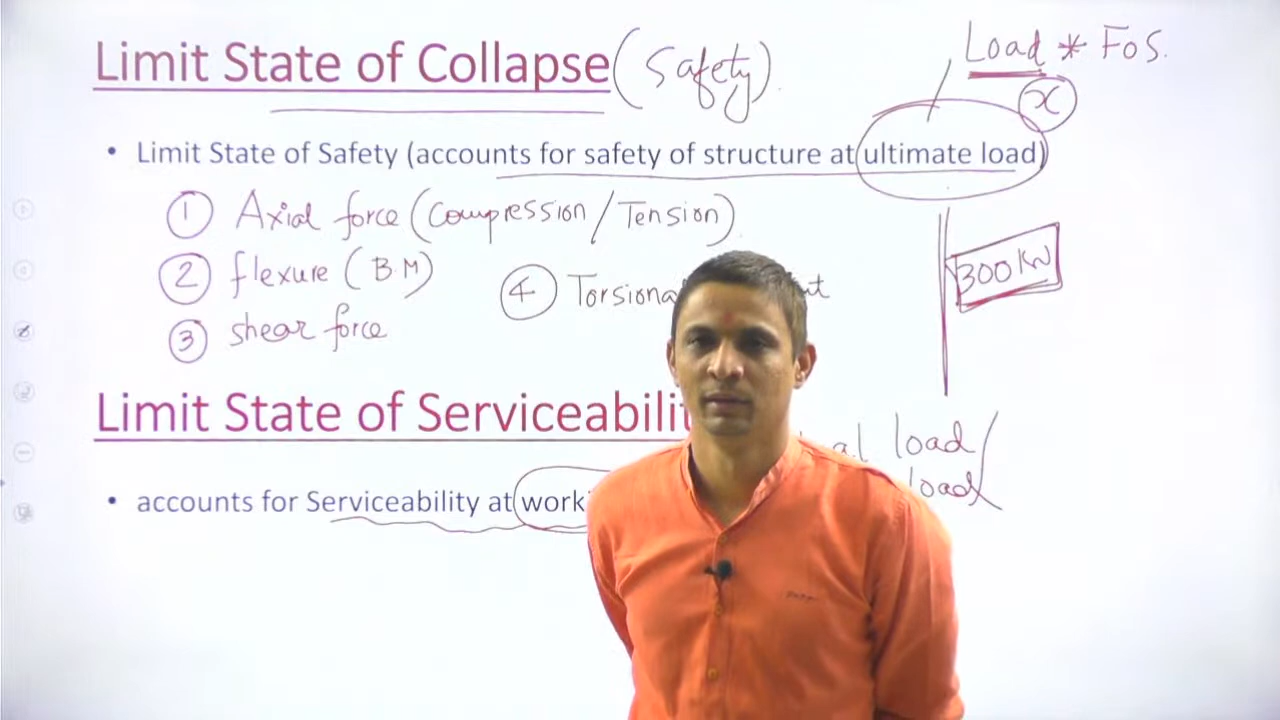 Limit State of Collapse (Safety)
Load * FoS.
x
• Limit State of Safety (accounts for safety of structure at ultimate load)
① Axial force (Compression / Tension)
② flexure (B.M)
③ shear force
④ Torsiona
300 kN
Limit State of Serviceabilit
al load /
load
• accounts for Serviceability at work